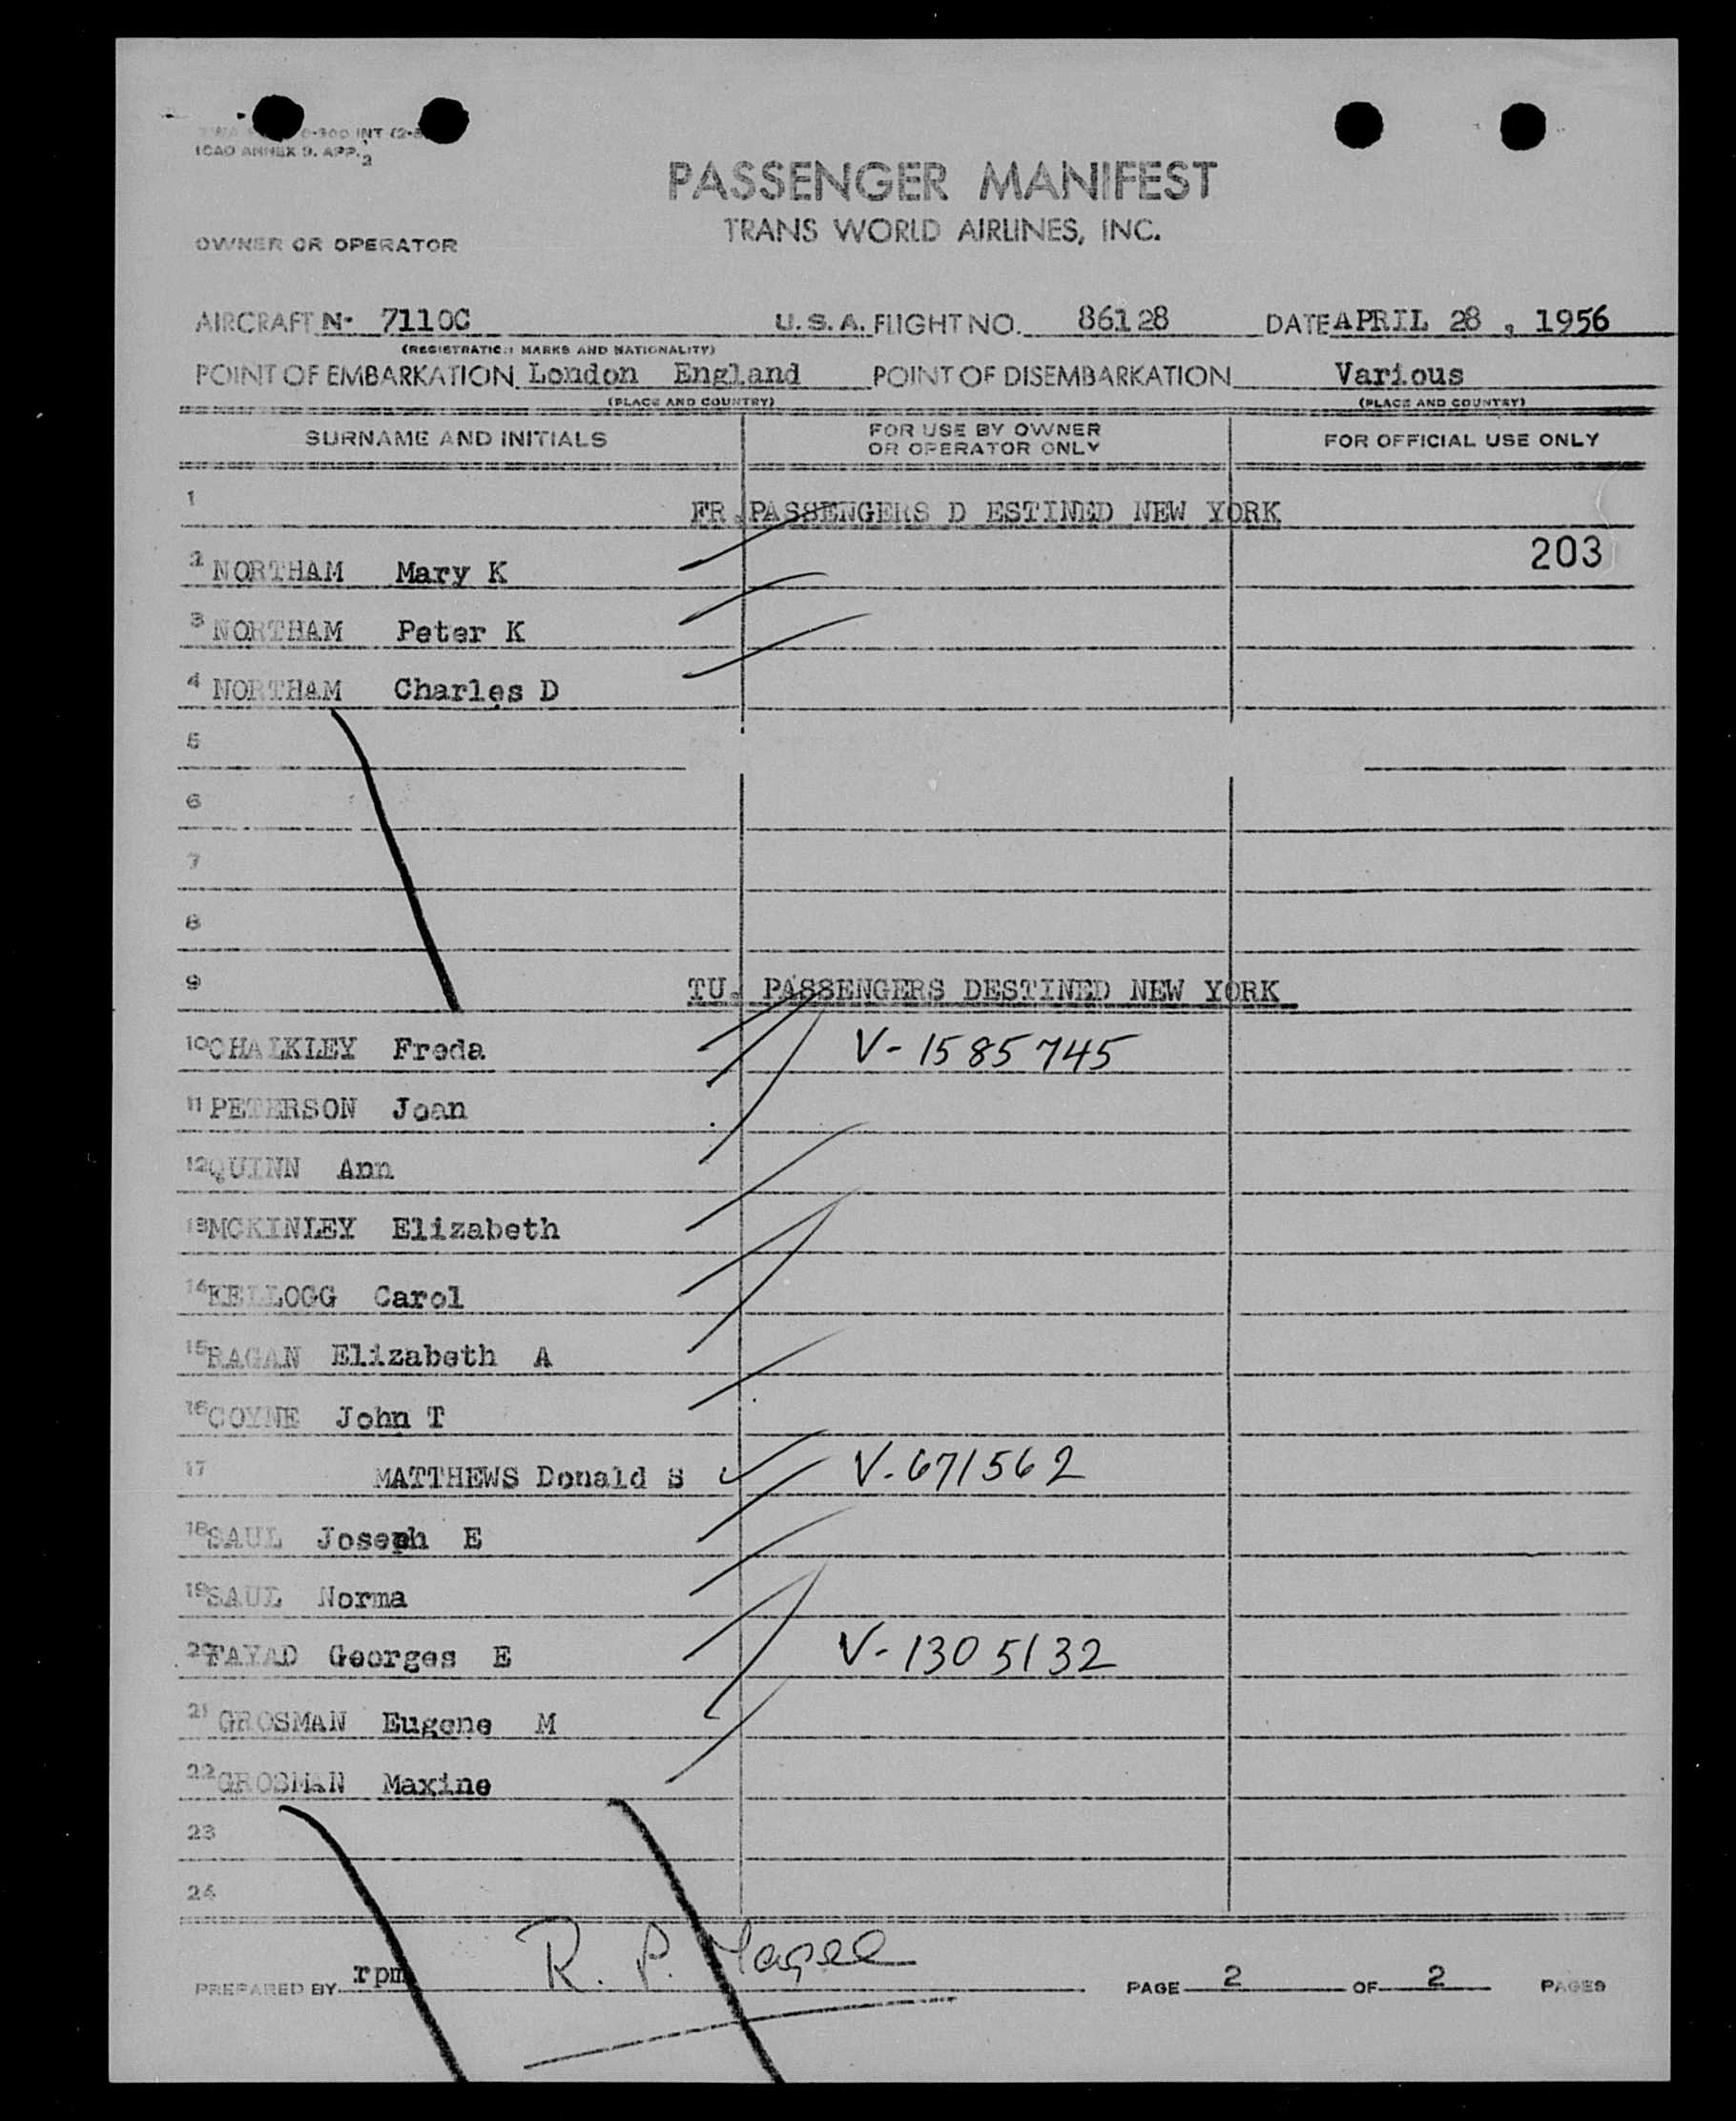 0-300 INT (2-
ICAO ANNEX 9. APP. 2
PASSENGER MANIFEST
TRANS WORLD AIRLINES, INC.
OWNER OR OPERATOR
AIRCRAFT N- 7110C U. S. A. FLIGHT NO. 86128 DATE APRIL 28 , 1956
(REGISTRATION MARKS AND NATIONALITY)
POINT OF EMBARKATION London England POINT OF DISEMBARKATION Various
(PLACE AND COUNTRY) (PLACE AND COUNTRY)
SURNAME AND INITIALS FOR USE BY OWNER OR OPERATOR ONLY FOR OFFICIAL USE ONLY
1 FR. PASSENGERS D ESTINED NEW YORK
203
2 NORTHAM Mary K
3 NORTHAM Peter K
4 NORTHAM Charles D
5
6
7
8
9 TU. PASSENGERS DESTINED NEW YORK
10 CHALKLEY Freda V- 1585745
11 PETERSON Joan
12 QUINN Ann
13 MCKINLEY Elizabeth
14 KELLOGG Carol
15 RAGAN Elizabeth A
16 COYNE John T
17 MATTHEWS Donald S V-671562
18 SAUL Joseph E
19 SAUL Norma
20 FAYAD Georges E V-1305132
21 GROSMAN Eugene M
22 GROSMAN Maxine
23
24
PREPARED BY rpm R. P. Magee PAGE 2 OF 2 PAGES